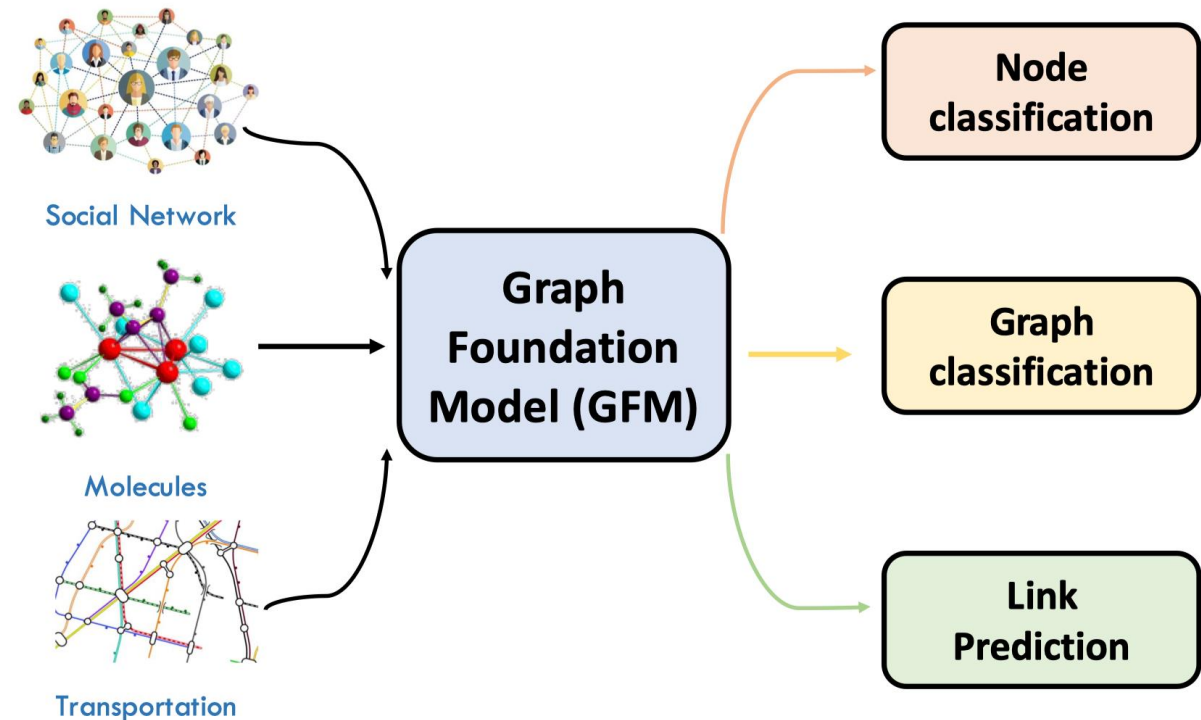 Social Network
Molecules
Transportation
Graph
Foundation
Model (GFM)
Node
classification
Graph
classification
Link
Prediction